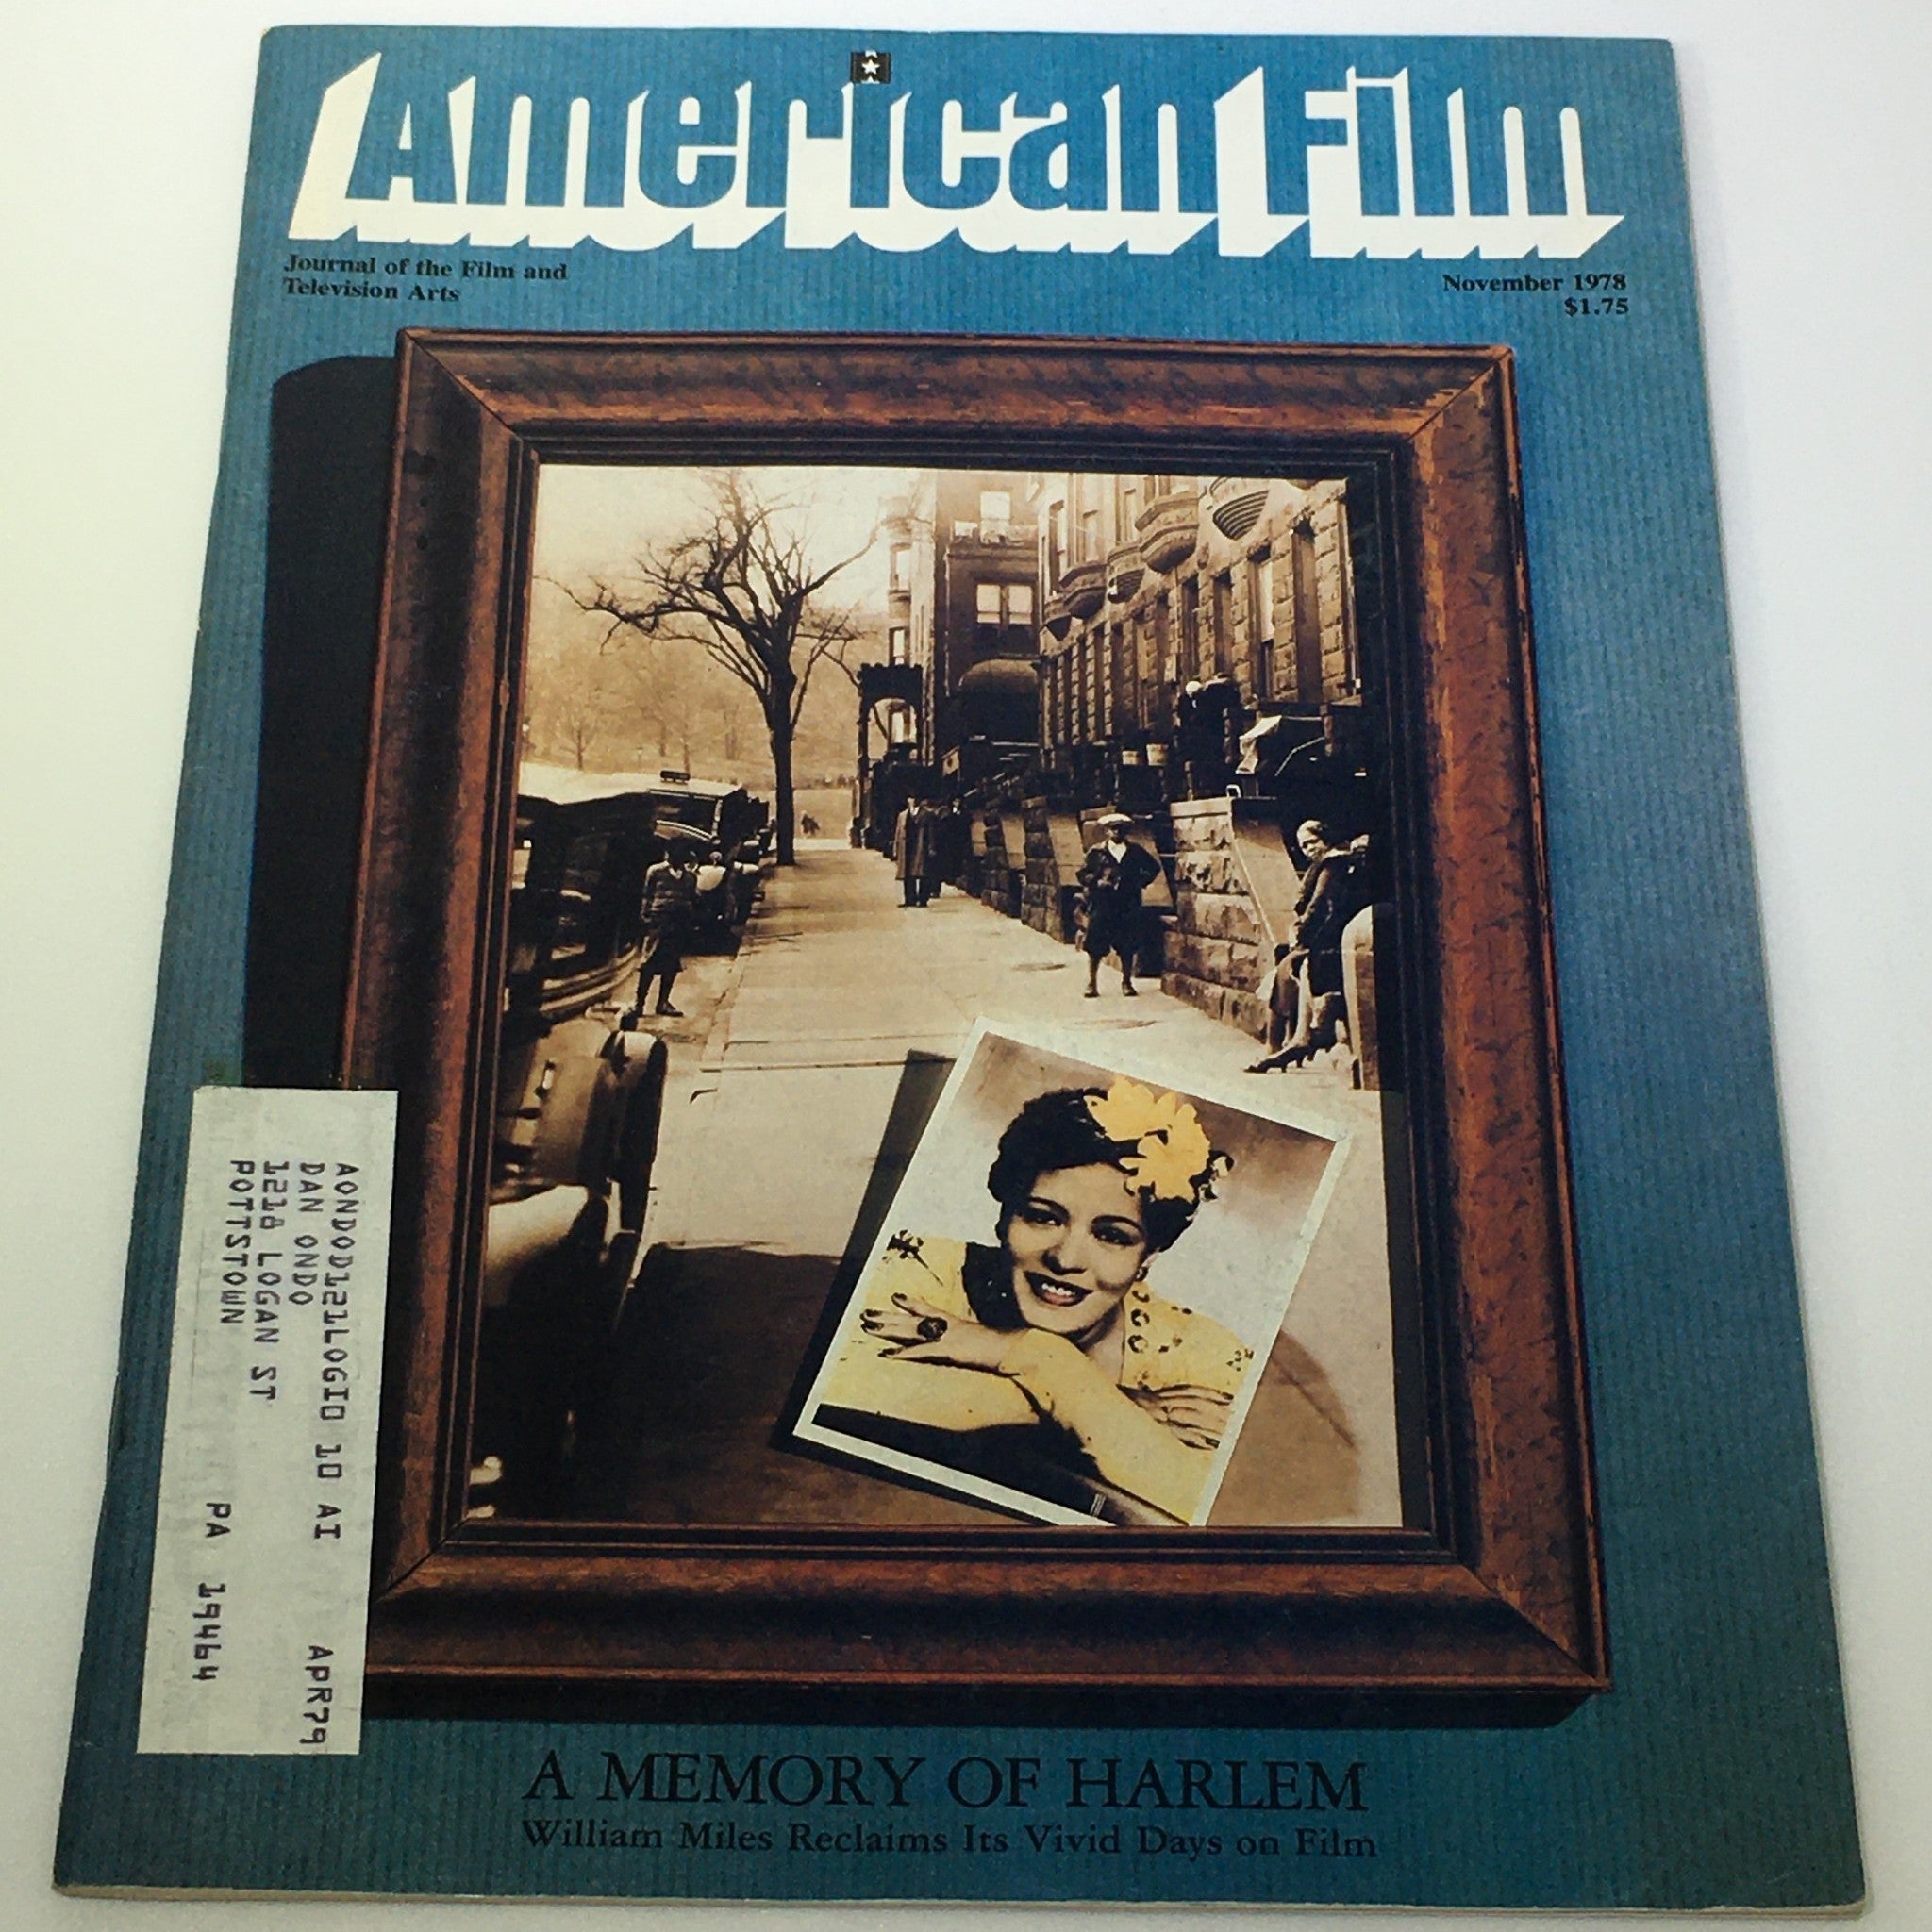 American Film
Journal of the Film and
Television Arts
November 1978
$1.75
AONDOD121LOGIO 10 AI APR79
DAN ONDO
1218 LOGAN ST
POTTSTOWN PA 19464
A MEMORY OF HARLEM
William Miles Reclaims Its Vivid Days on Film